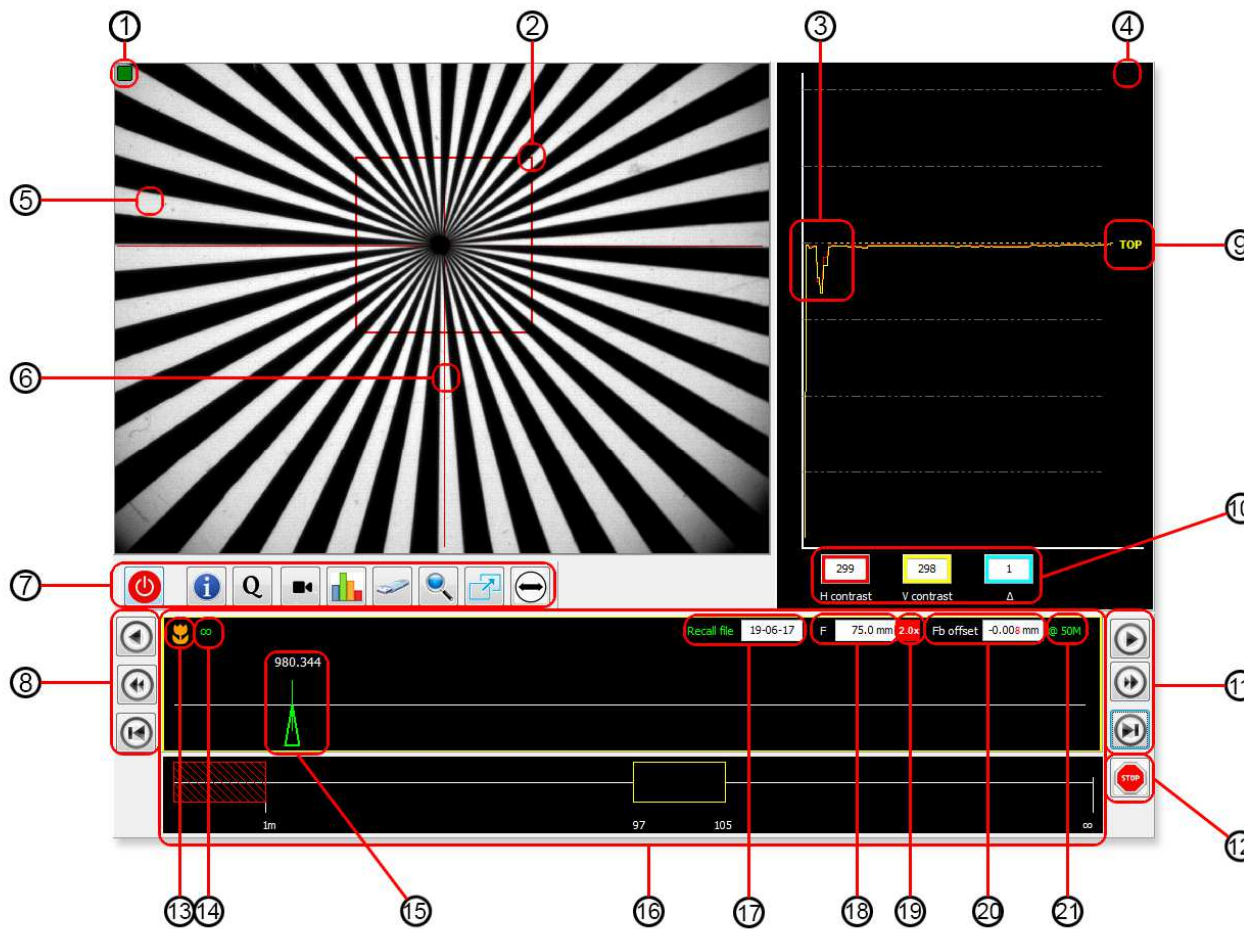 1 2 3 4
5
TOP 9
6
299 298 1 10
H contrast V contrast Δ
7 Q
8 ∞ Recall file 19-06-17 F 75.0 mm 2.0x Fb offset -0.008 mm @ 50M 11
980.344
STOP
1m 97 105 ∞
12
13 14 15 16 17 18 19 20 21